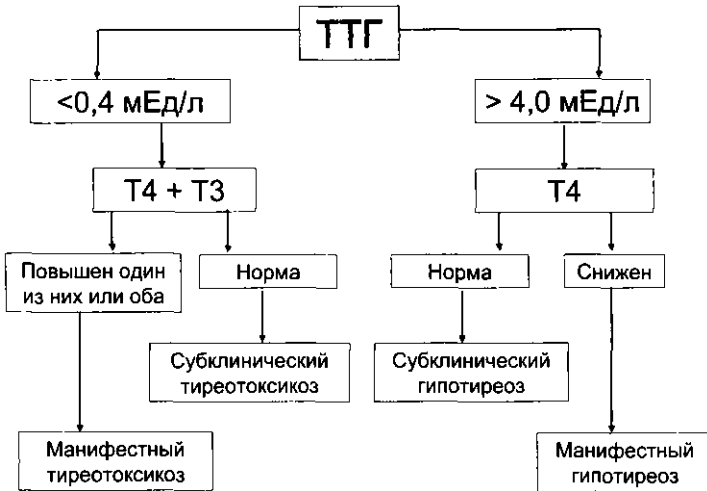 ТТГ
<0,4 мЕд/л
> 4,0 мЕд/л
Т4 + Т3
Т4
Повышен один
из них или оба
Норма
Норма
Снижен
Субклинический
тиреотоксикоз
Субклинический
гипотиреоз
Манифестный
тиреотоксикоз
Манифестный
гипотиреоз